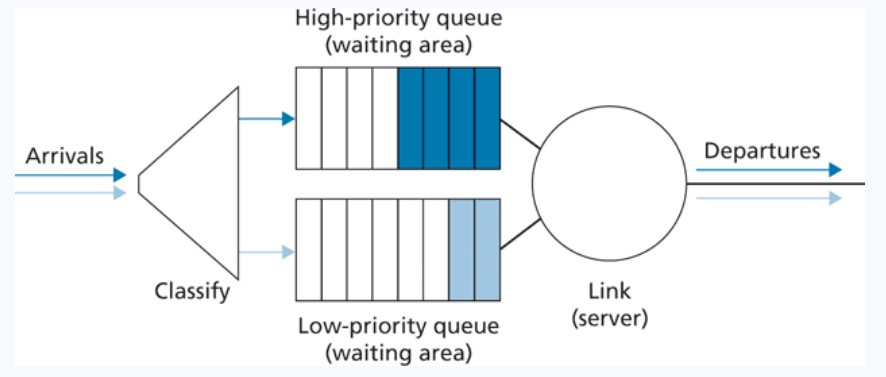 High-priority queue
(waiting area)
Arrivals
Departures
Classify
Link
(server)
Low-priority queue
(waiting area)